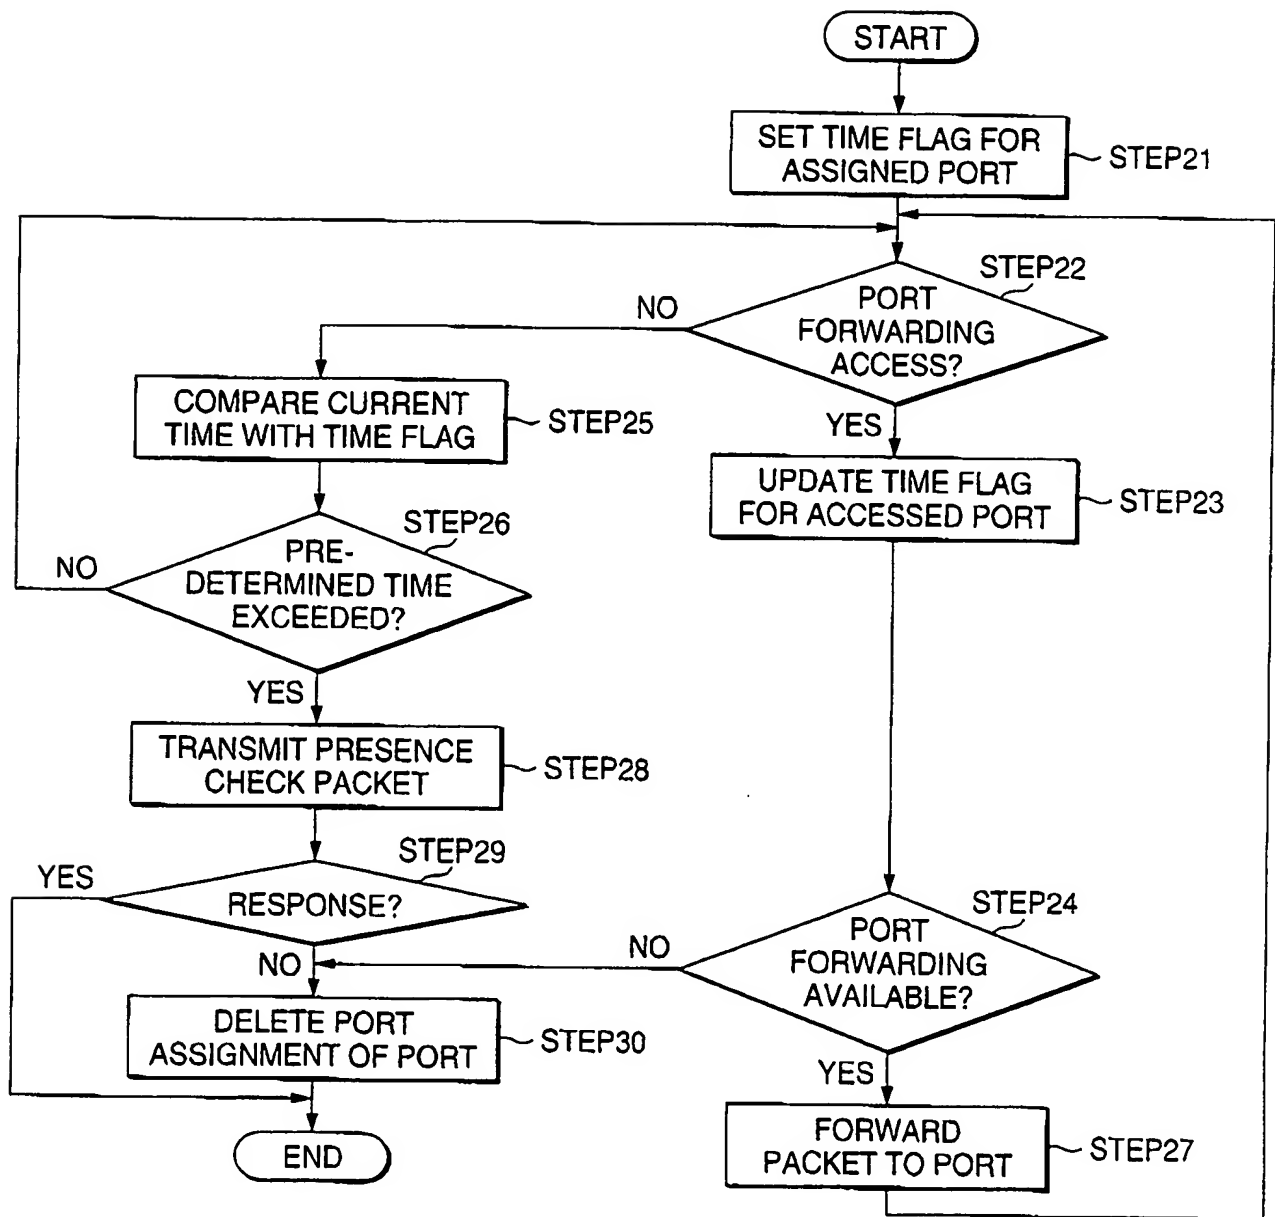 START
SET TIME FLAG FOR
ASSIGNED PORT
STEP21
STEP22
PORT
FORWARDING
ACCESS?
NO
YES
COMPARE CURRENT
TIME WITH TIME FLAG
STEP25
UPDATE TIME FLAG
FOR ACCESSED PORT
STEP23
STEP26
PRE-
DETERMINED TIME
EXCEEDED?
NO
YES
TRANSMIT PRESENCE
CHECK PACKET
STEP28
STEP29
RESPONSE?
YES
NO
STEP24
PORT
FORWARDING
AVAILABLE?
NO
YES
DELETE PORT
ASSIGNMENT OF PORT
STEP30
FORWARD
PACKET TO PORT
STEP27
END